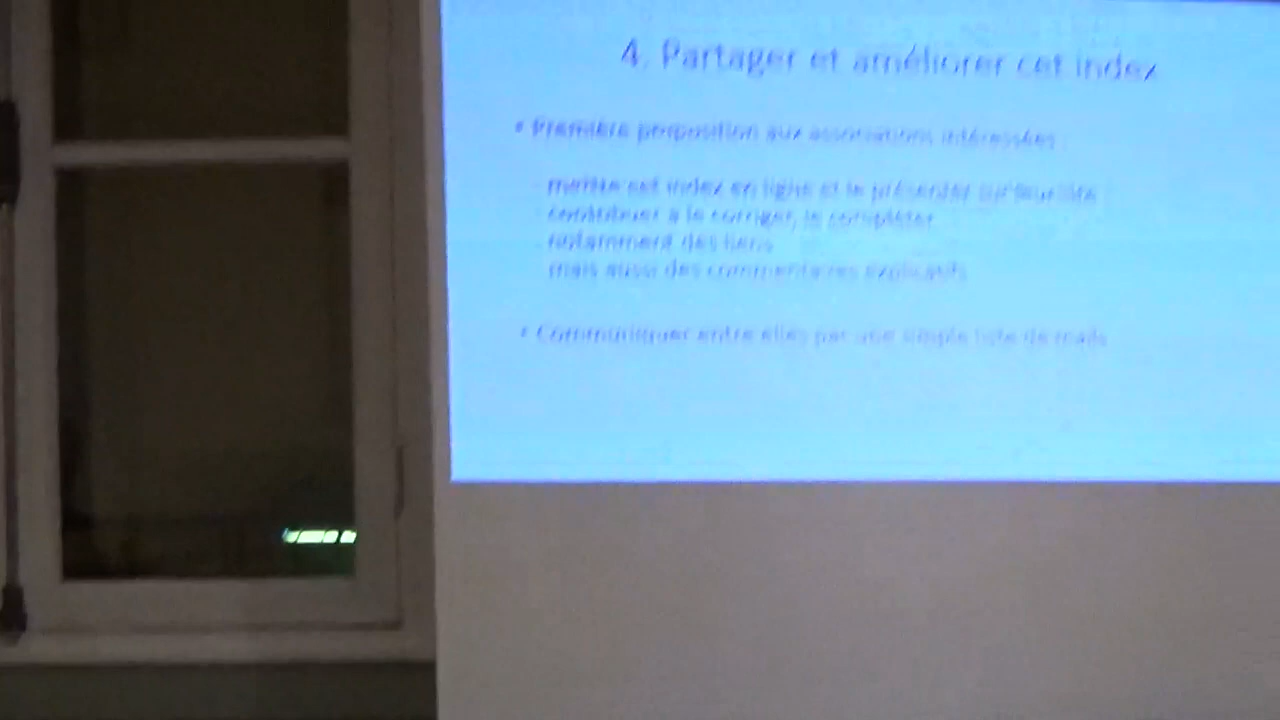 4. Partager et améliorer cet index
• Première proposition aux associations intéressées :
- mettre cet index en ligne et le présenter sur leur site
- contribuer à le corriger, le compléter
- notamment des liens
- mais aussi des commentaires explicatifs
• Communiquer entre elles par une simple liste de mails